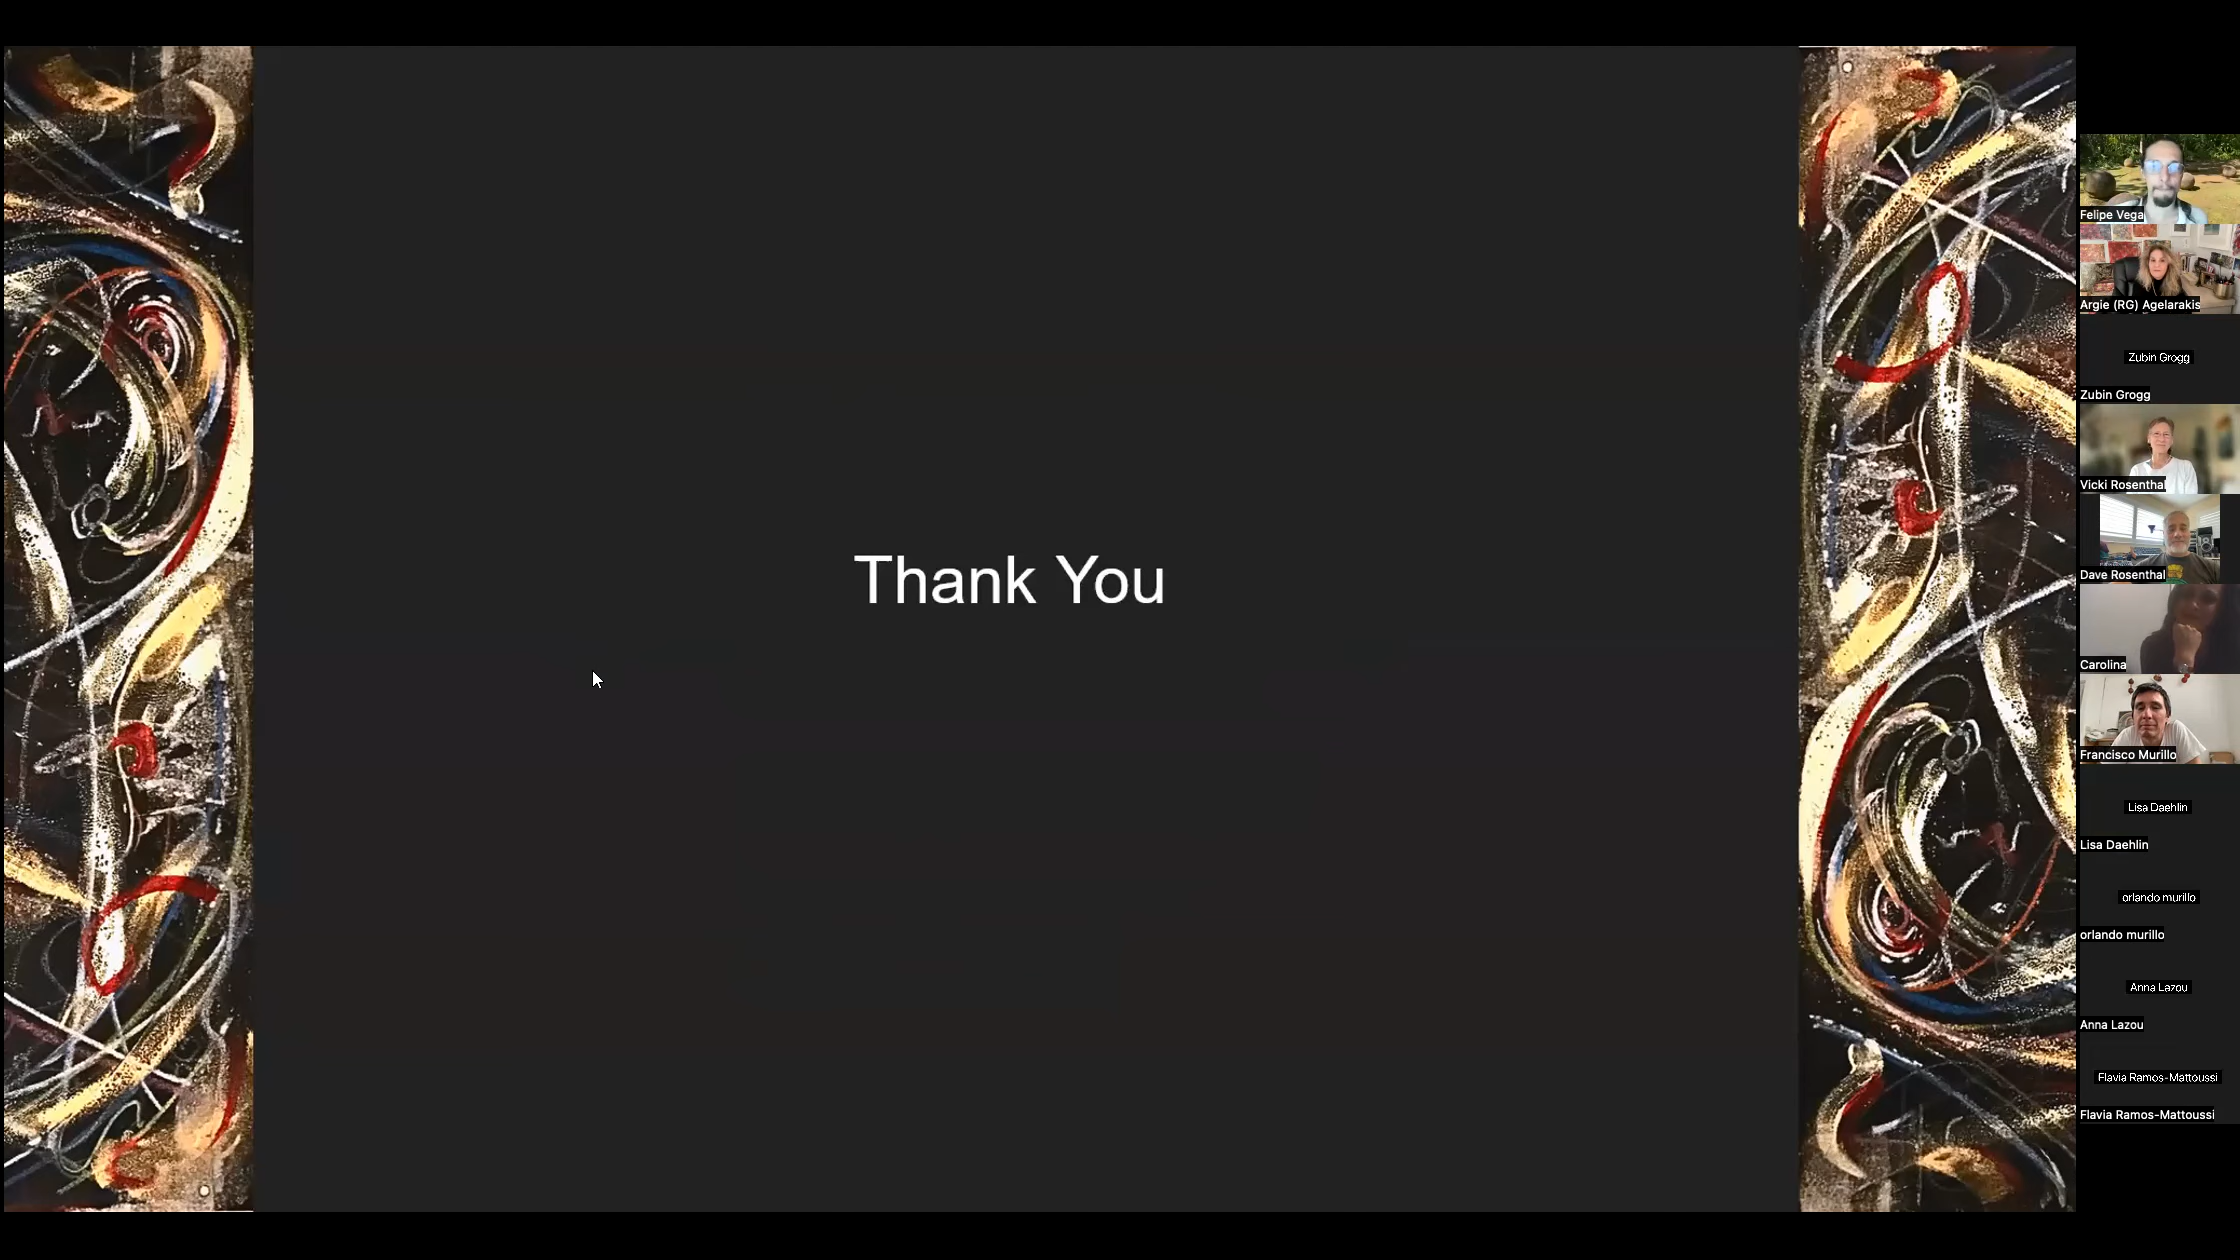 Thank You
Felipe Vega
Argie (RG) Agelarakis
Zubin Grogg
Zubin Grogg
Vicki Rosenthal
Dave Rosenthal
Carolina
Francisco Murillo
Lisa Daehlin
Lisa Daehlin
orlando murillo
orlando murillo
Anna Lazou
Anna Lazou
Flavia Ramos-Mattoussi
Flavia Ramos-Mattoussi